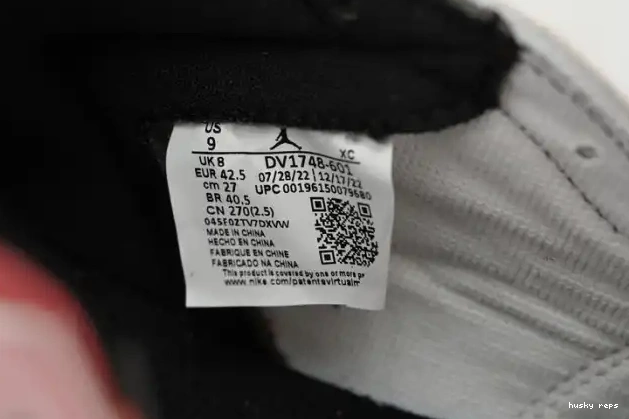 US
9
XC
UK 8
DV1748-601
EUR 42.5
07/28/22 | 12/17/22
cm 27
UPC 00196150079680
BR 40.5
CN 270(2.5)
045F0ZTV7DXVW
MADE IN CHINA
HECHO EN CHINA
FABRIQUE EN CHINE
FABRICADO NA CHINA
This product is covered by one or more
www.nike.com/patents
husky reps